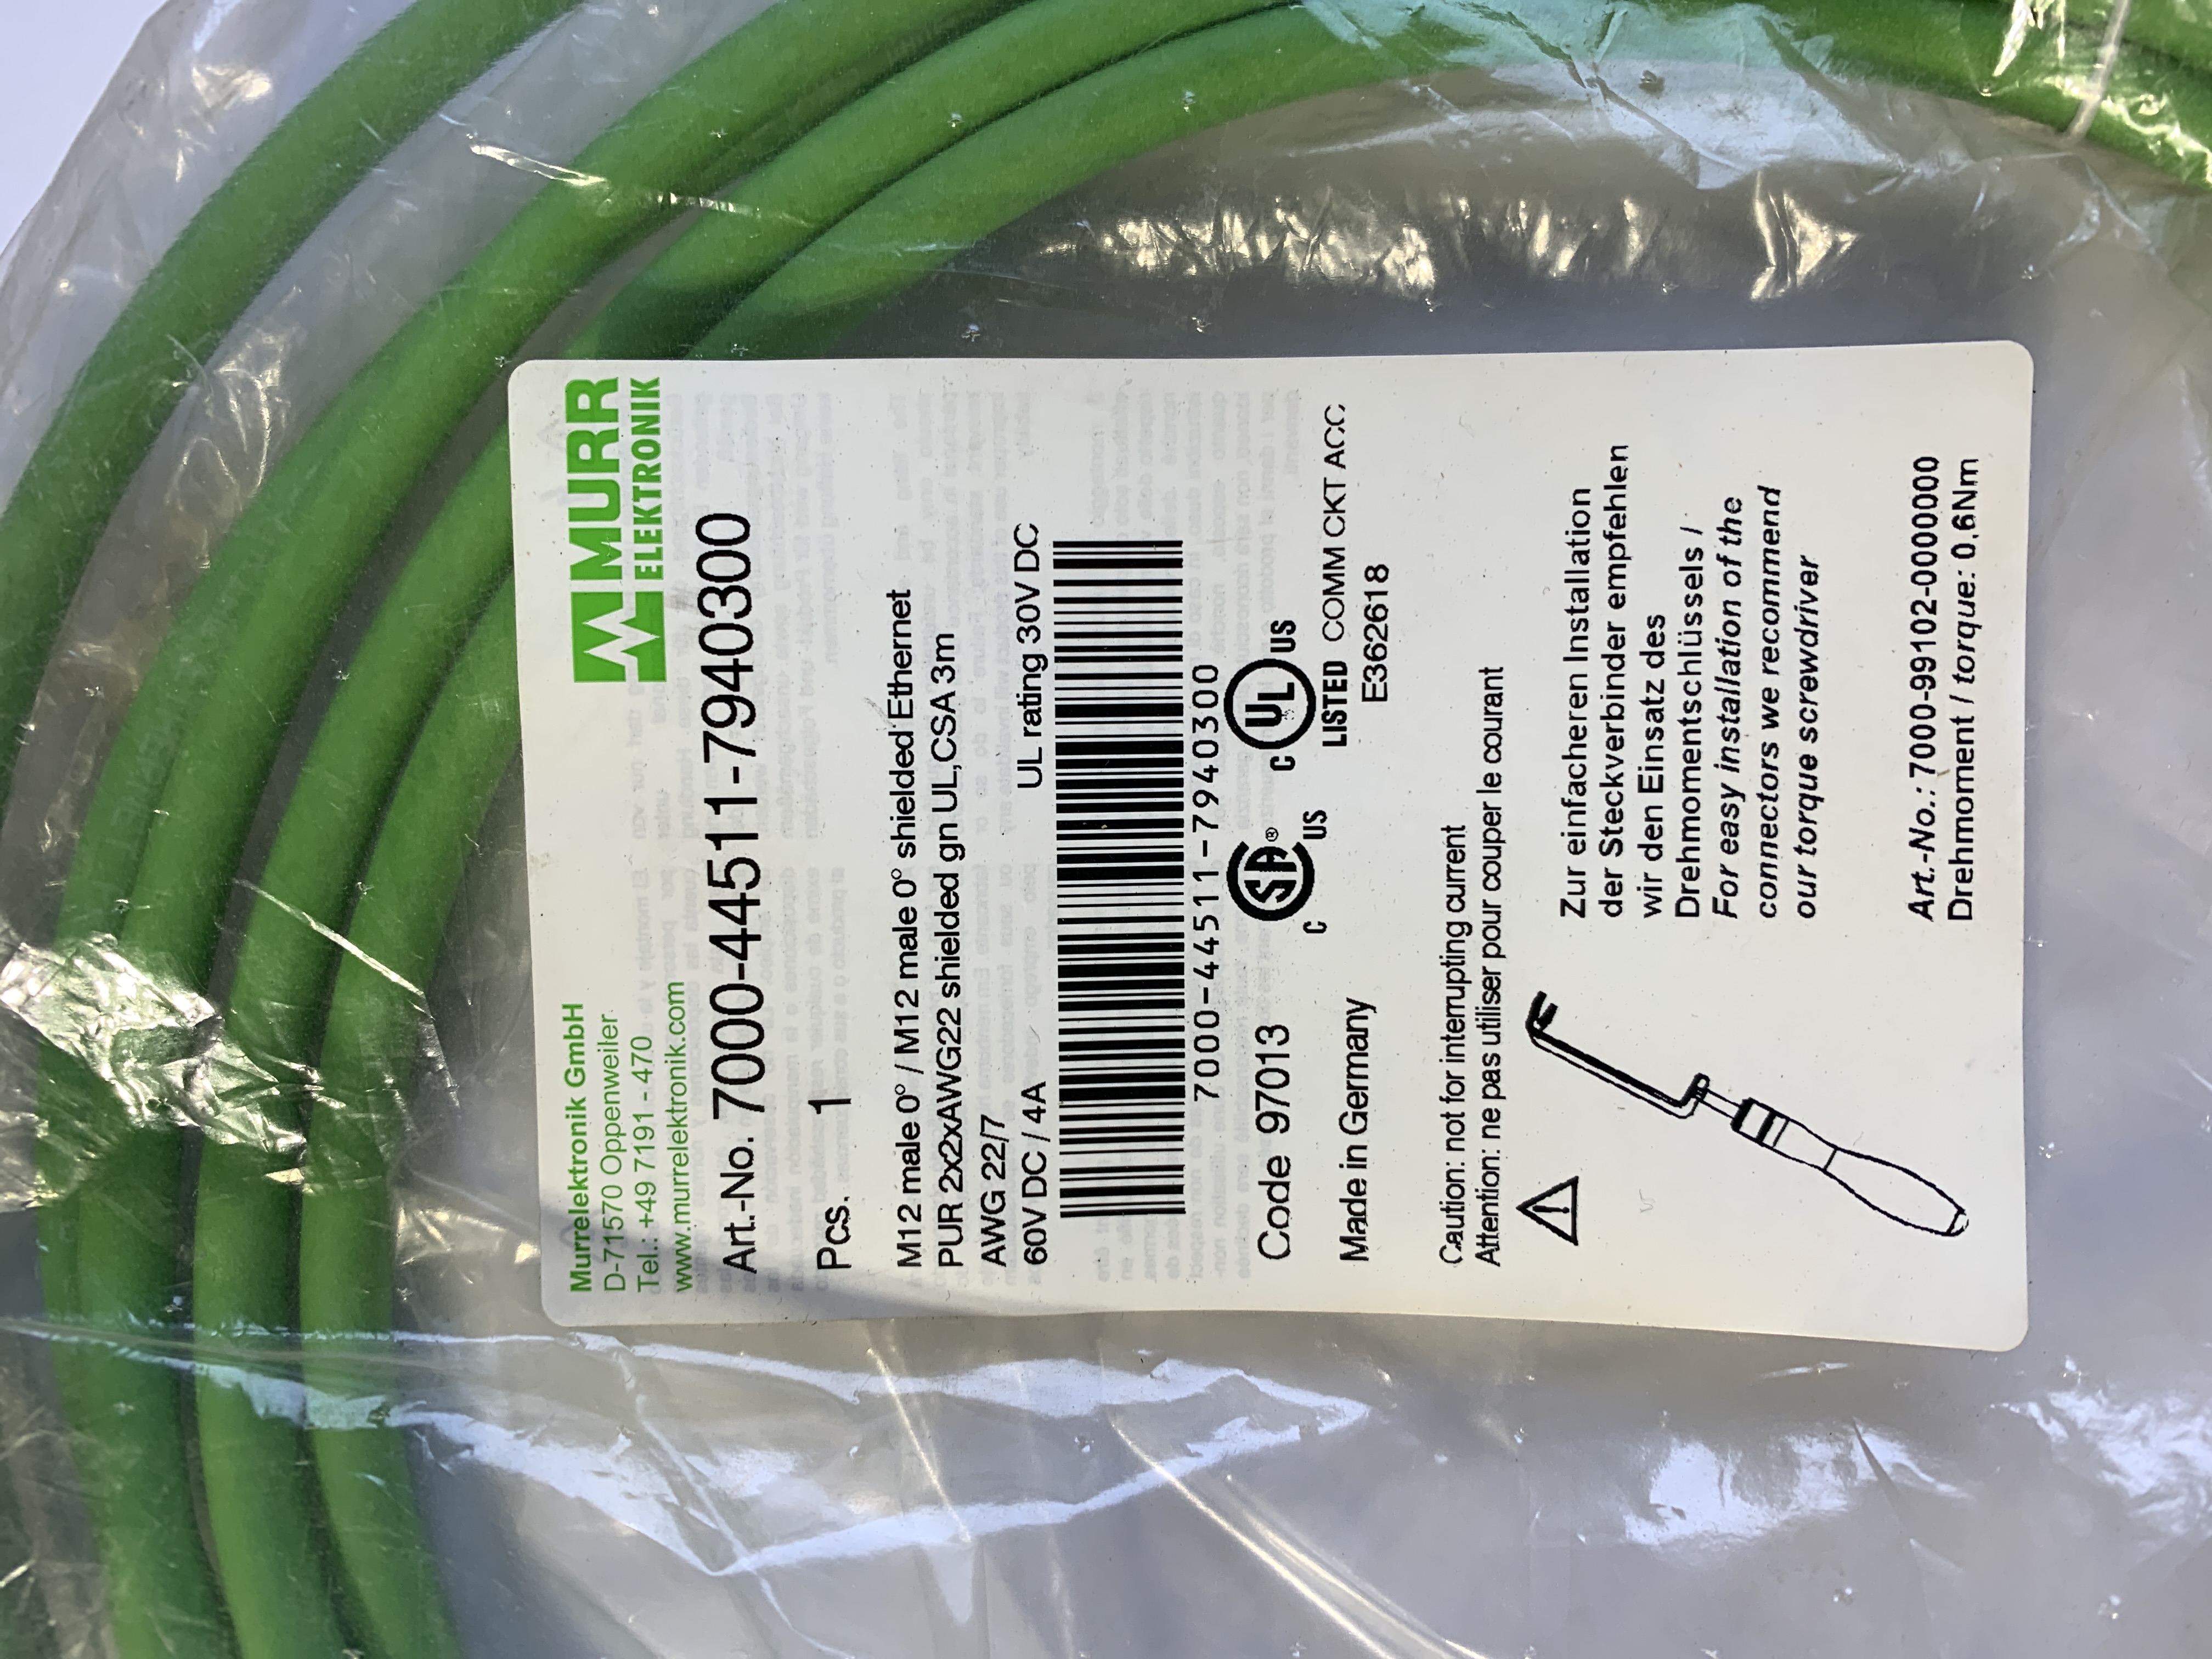 Murrelektronik GmbH
D-71570 Oppenweiler
Tel.: +49 7191 - 470
www.murrelektronik.com
MURR
ELEKTRONIK
Art.-No. 7000-44511-7940300
Pcs. 1
M12 male 0° / M12 male 0° shielded Ethernet
PUR 2x2xAWG22 shielded gn UL,CSA 3m
AWG 22/7
60V DC / 4A UL rating 30V DC
7000-44511-7940300
Code 97013
Made in Germany
C SA® US
C UL US
LISTED COMM CKT ACC
E362618
Caution: not for interrupting current
Attention: ne pas utiliser pour couper le courant
Zur einfacheren Installation
der Steckverbinder empfehlen
wir den Einsatz des
Drehmomentschlüssels /
For easy installation of the
connectors we recommend
our torque screwdriver
Art.-No.: 7000-99102-0000000
Drehmoment / torque: 0,6Nm